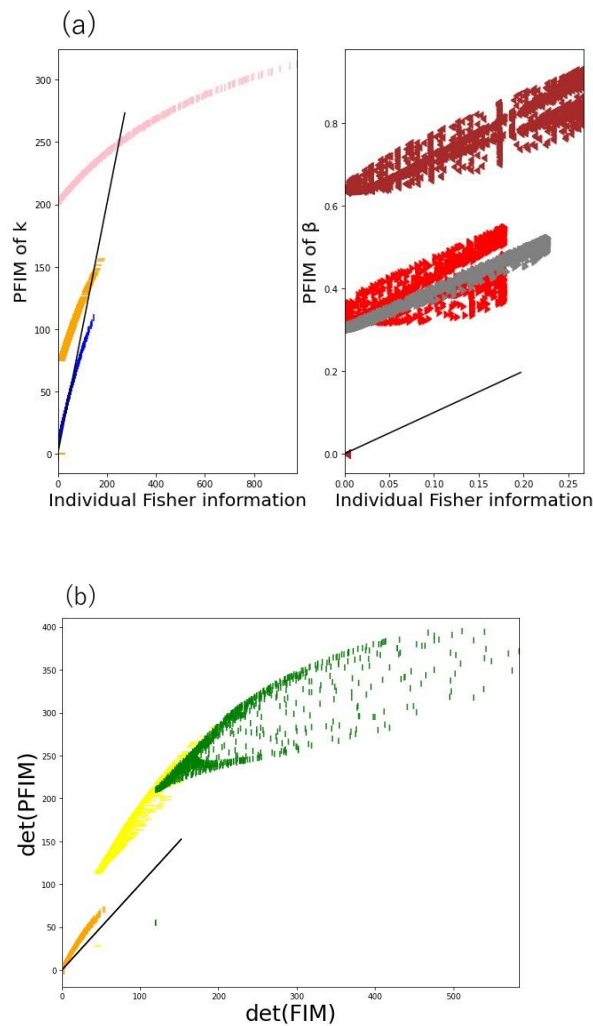 (a)
PFIM of k
300
250
200
150
100
50
0
0 200 400 600 800
Individual Fisher information
PFIM of β
0.8
0.6
0.4
0.2
0.0
0.00 0.05 0.10 0.15 0.20 0.25
Individual Fisher information
(b)
det(PFIM)
400
350
300
250
200
150
100
50
0
0 100 200 300 400 500
det(FIM)